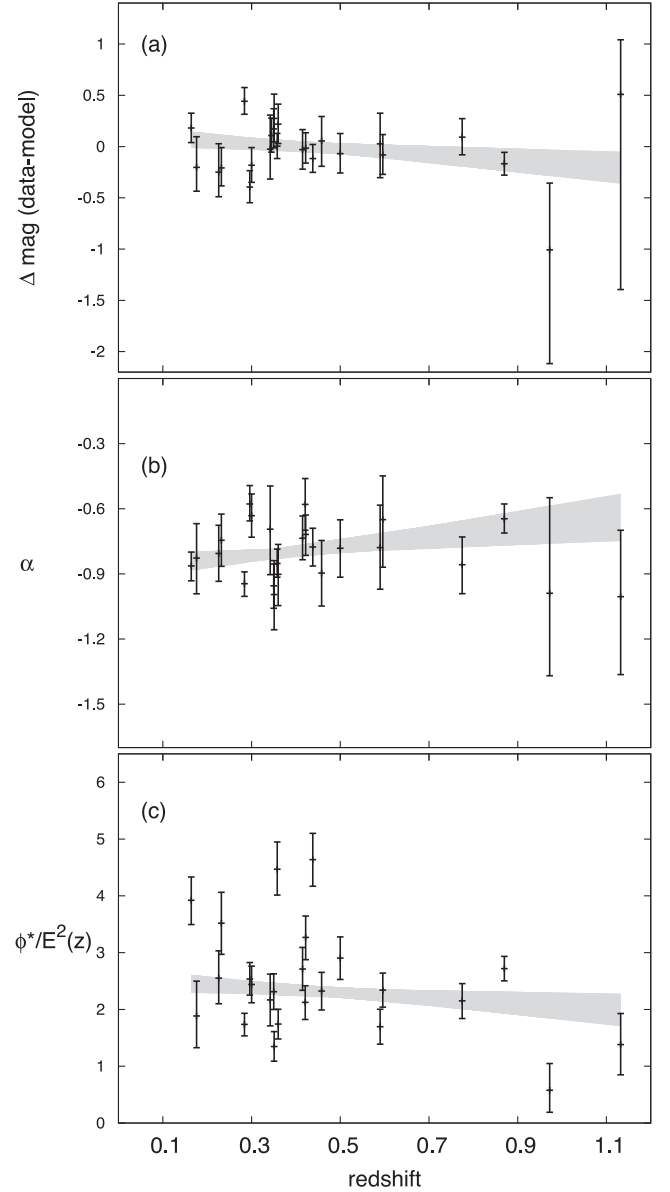 (a)
1
0.5
0
-0.5
-1
-1.5
-2
Δ mag (data-model)
(b)
-0.3
-0.6
-0.9
-1.2
-1.5
α
(c)
6
5
4
3
2
1
0
ϕ*/E²(z)
0.1 0.3 0.5 0.7 0.9 1.1
redshift